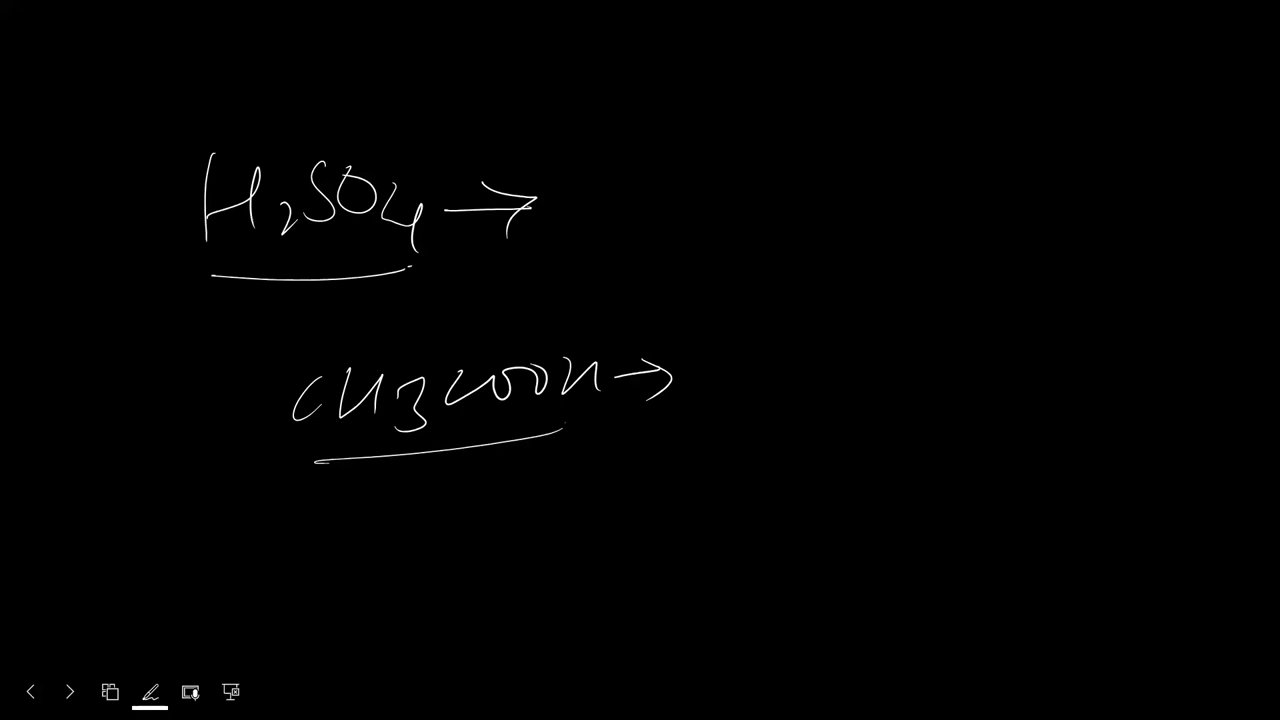 H2SO4 →
CH3COOH →